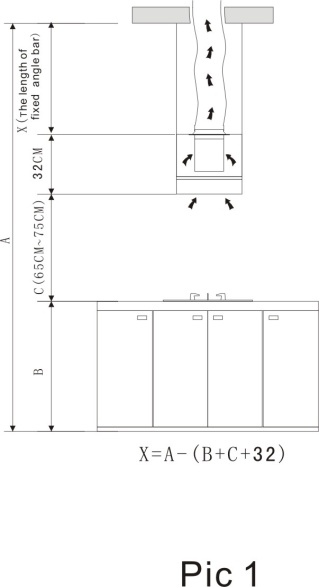 X(The length of
fixed angle bar)
32CM
C(65CM~75CM)
A
B
X=A-(B+C+32)
Pic 1